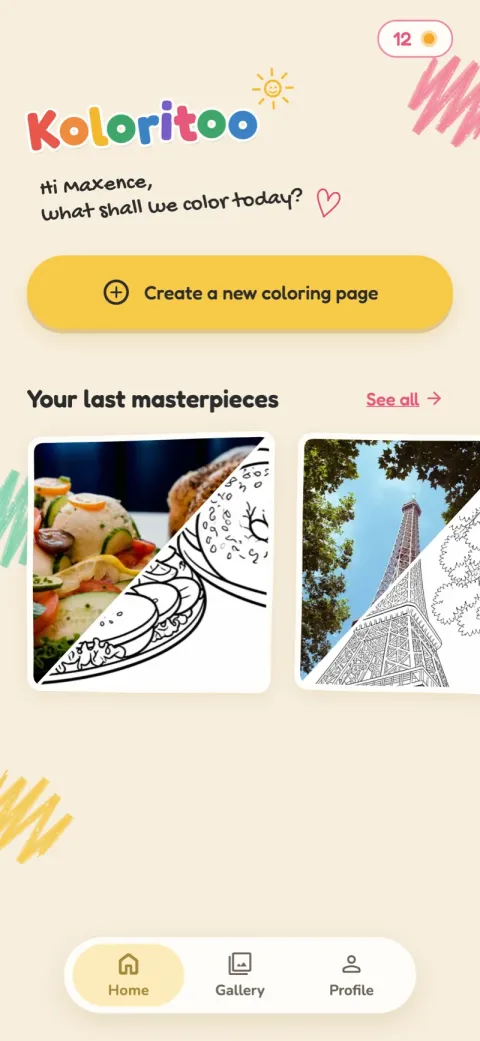 12
Koloritoo
Hi Maxence,
what shall we color today?
Create a new coloring page
Your last masterpieces
See all
Home
Gallery
Profile